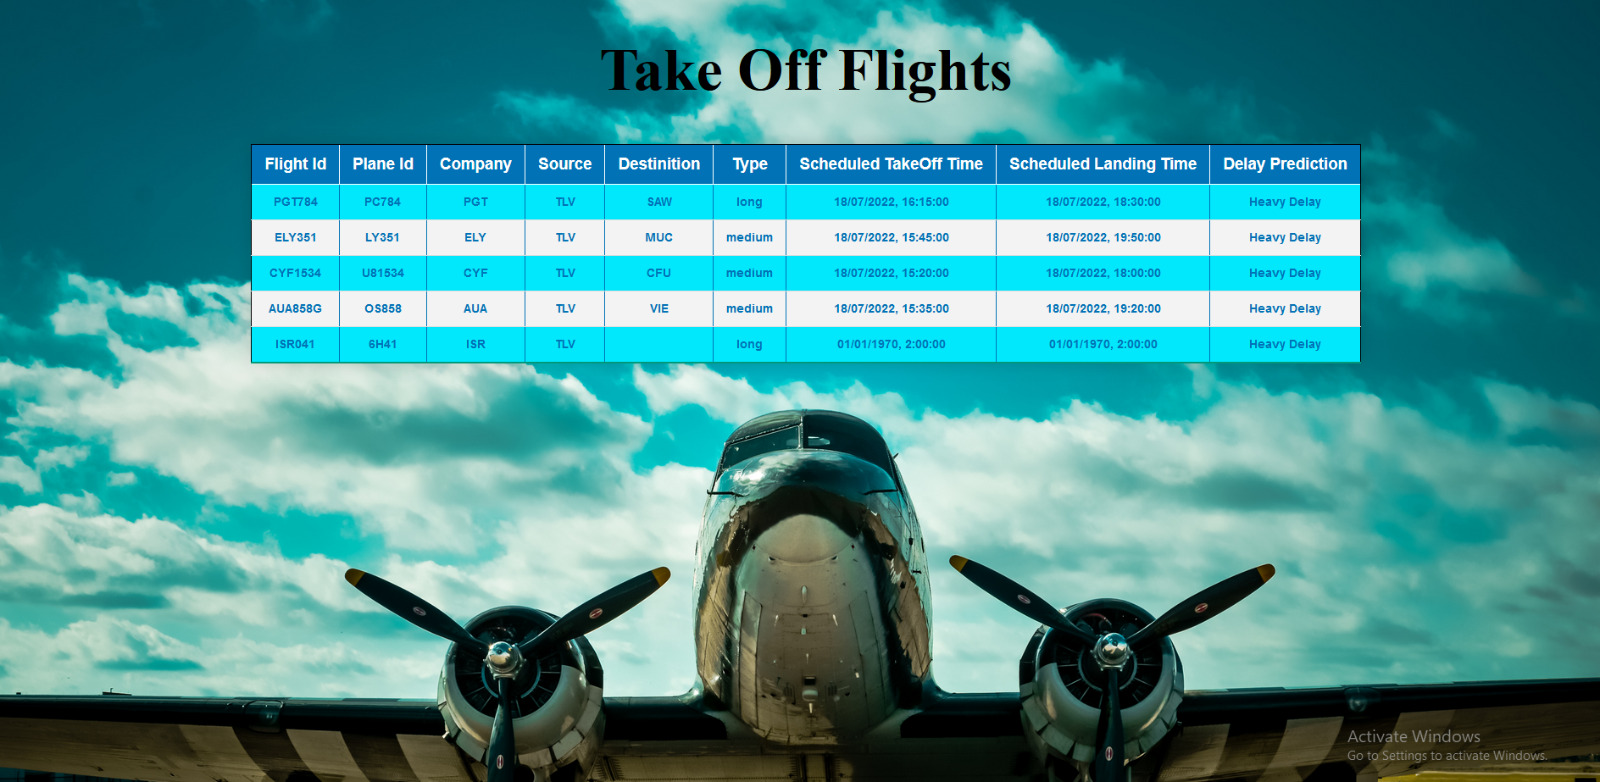 Take Off Flights
Flight Id Plane Id Company Source Destinition Type Scheduled TakeOff Time Scheduled Landing Time Delay Prediction
PGT784 PC784 PGT TLV SAW long 18/07/2022, 16:15:00 18/07/2022, 18:30:00 Heavy Delay
ELY351 LY351 ELY TLV MUC medium 18/07/2022, 15:45:00 18/07/2022, 19:50:00 Heavy Delay
CYF1534 U81534 CYF TLV CFU medium 18/07/2022, 15:20:00 18/07/2022, 18:00:00 Heavy Delay
AUA858G OS858 AUA TLV VIE medium 18/07/2022, 15:35:00 18/07/2022, 19:20:00 Heavy Delay
ISR041 6H41 ISR TLV long 01/01/1970, 2:00:00 01/01/1970, 2:00:00 Heavy Delay
Activate Windows
Go to Settings to activate Windows.